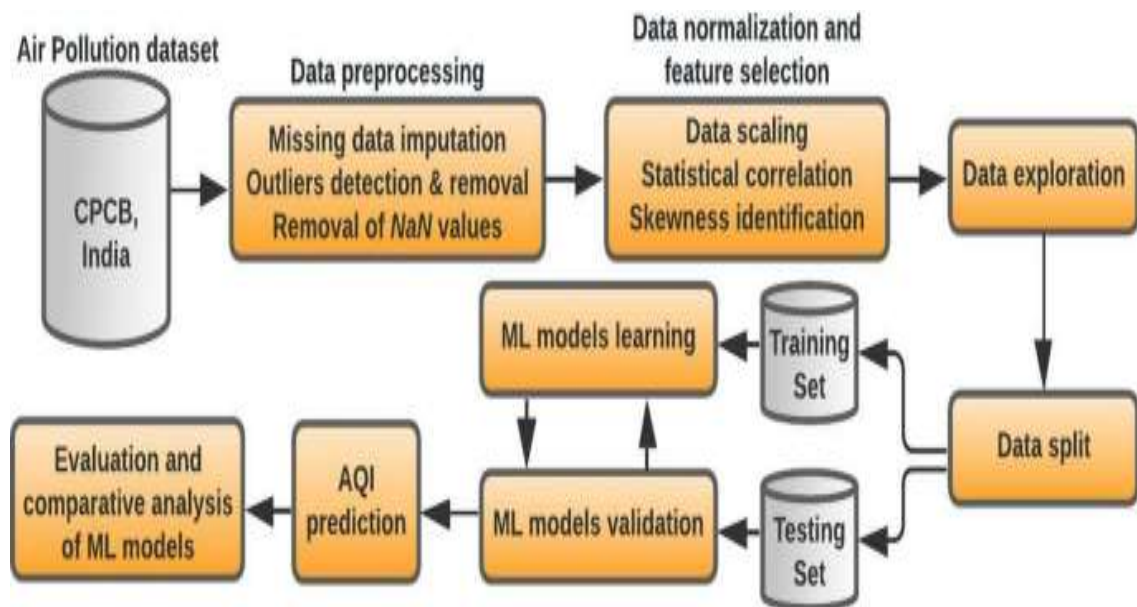 Air Pollution dataset
CPCB,
India
Data preprocessing
Missing data imputation
Outliers detection & removal
Removal of NaN values
Data normalization and
feature selection
Data scaling
Statistical correlation
Skewness identification
Data exploration
Data split
Training
Set
Testing
Set
ML models learning
ML models validation
AQI
prediction
Evaluation and
comparative analysis
of ML models